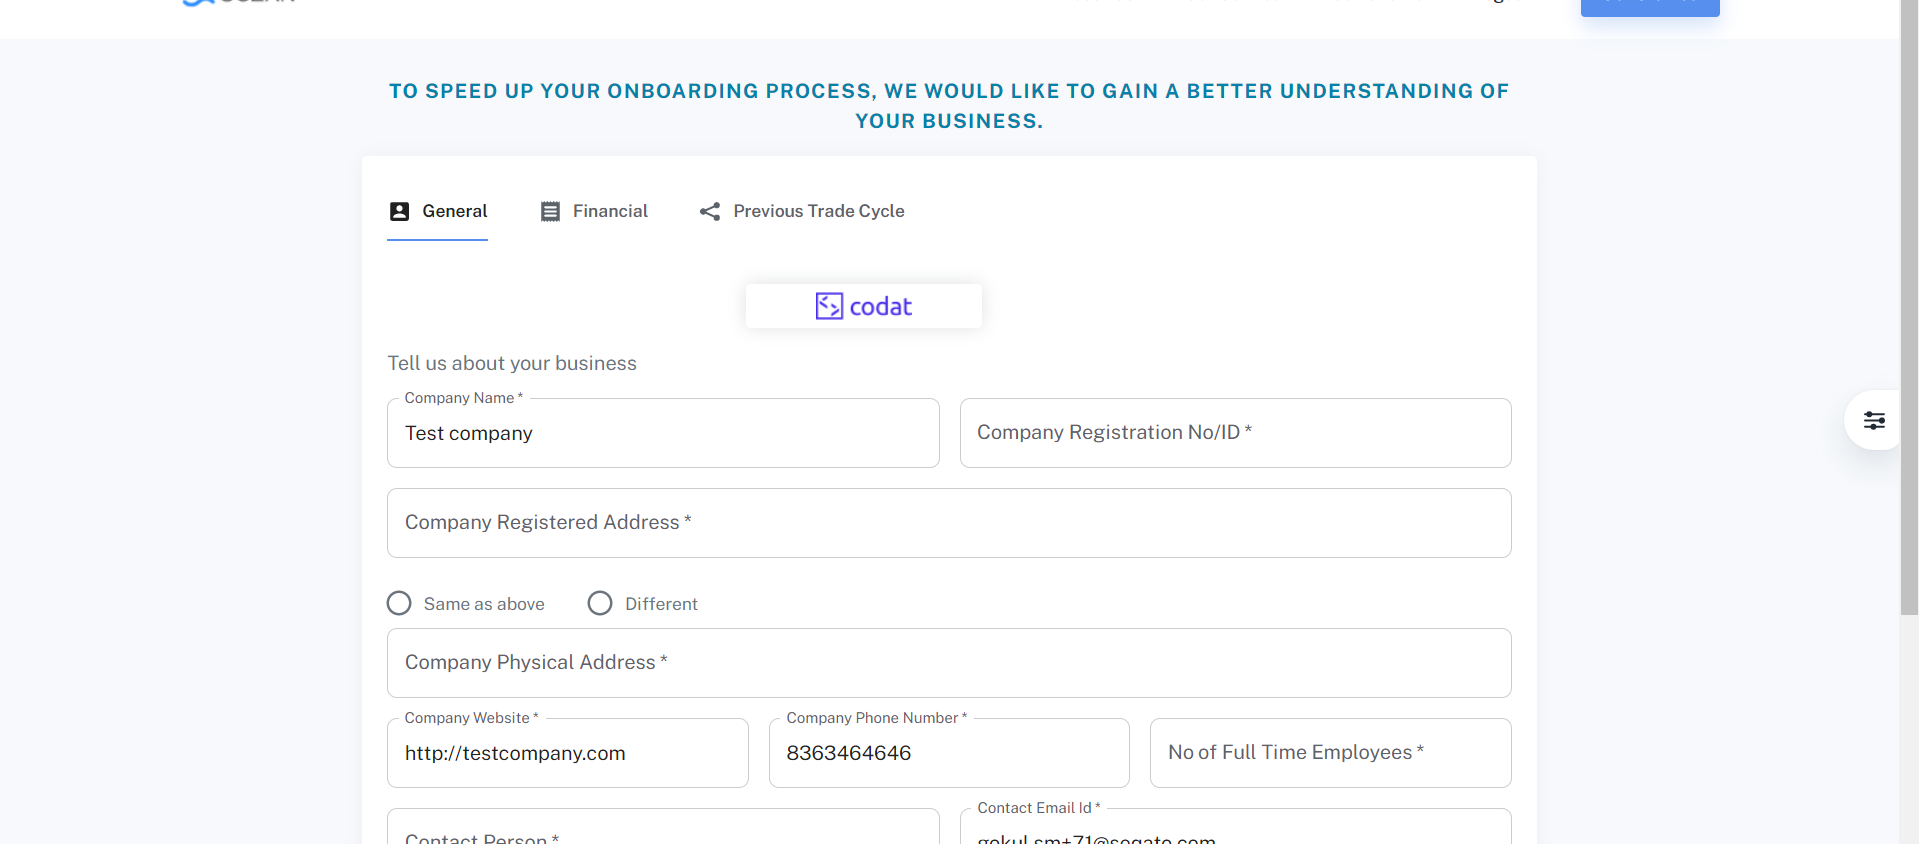 TO SPEED UP YOUR ONBOARDING PROCESS, WE WOULD LIKE TO GAIN A BETTER UNDERSTANDING OF
YOUR BUSINESS.
General Financial Previous Trade Cycle
codat
Tell us about your business
Company Name *
Test company
Company Registration No/ID *
Company Registered Address *
Same as above Different
Company Physical Address *
Company Website *
http://testcompany.com
Company Phone Number *
8363464646
No of Full Time Employees *
Contact Person *
Contact Email Id *